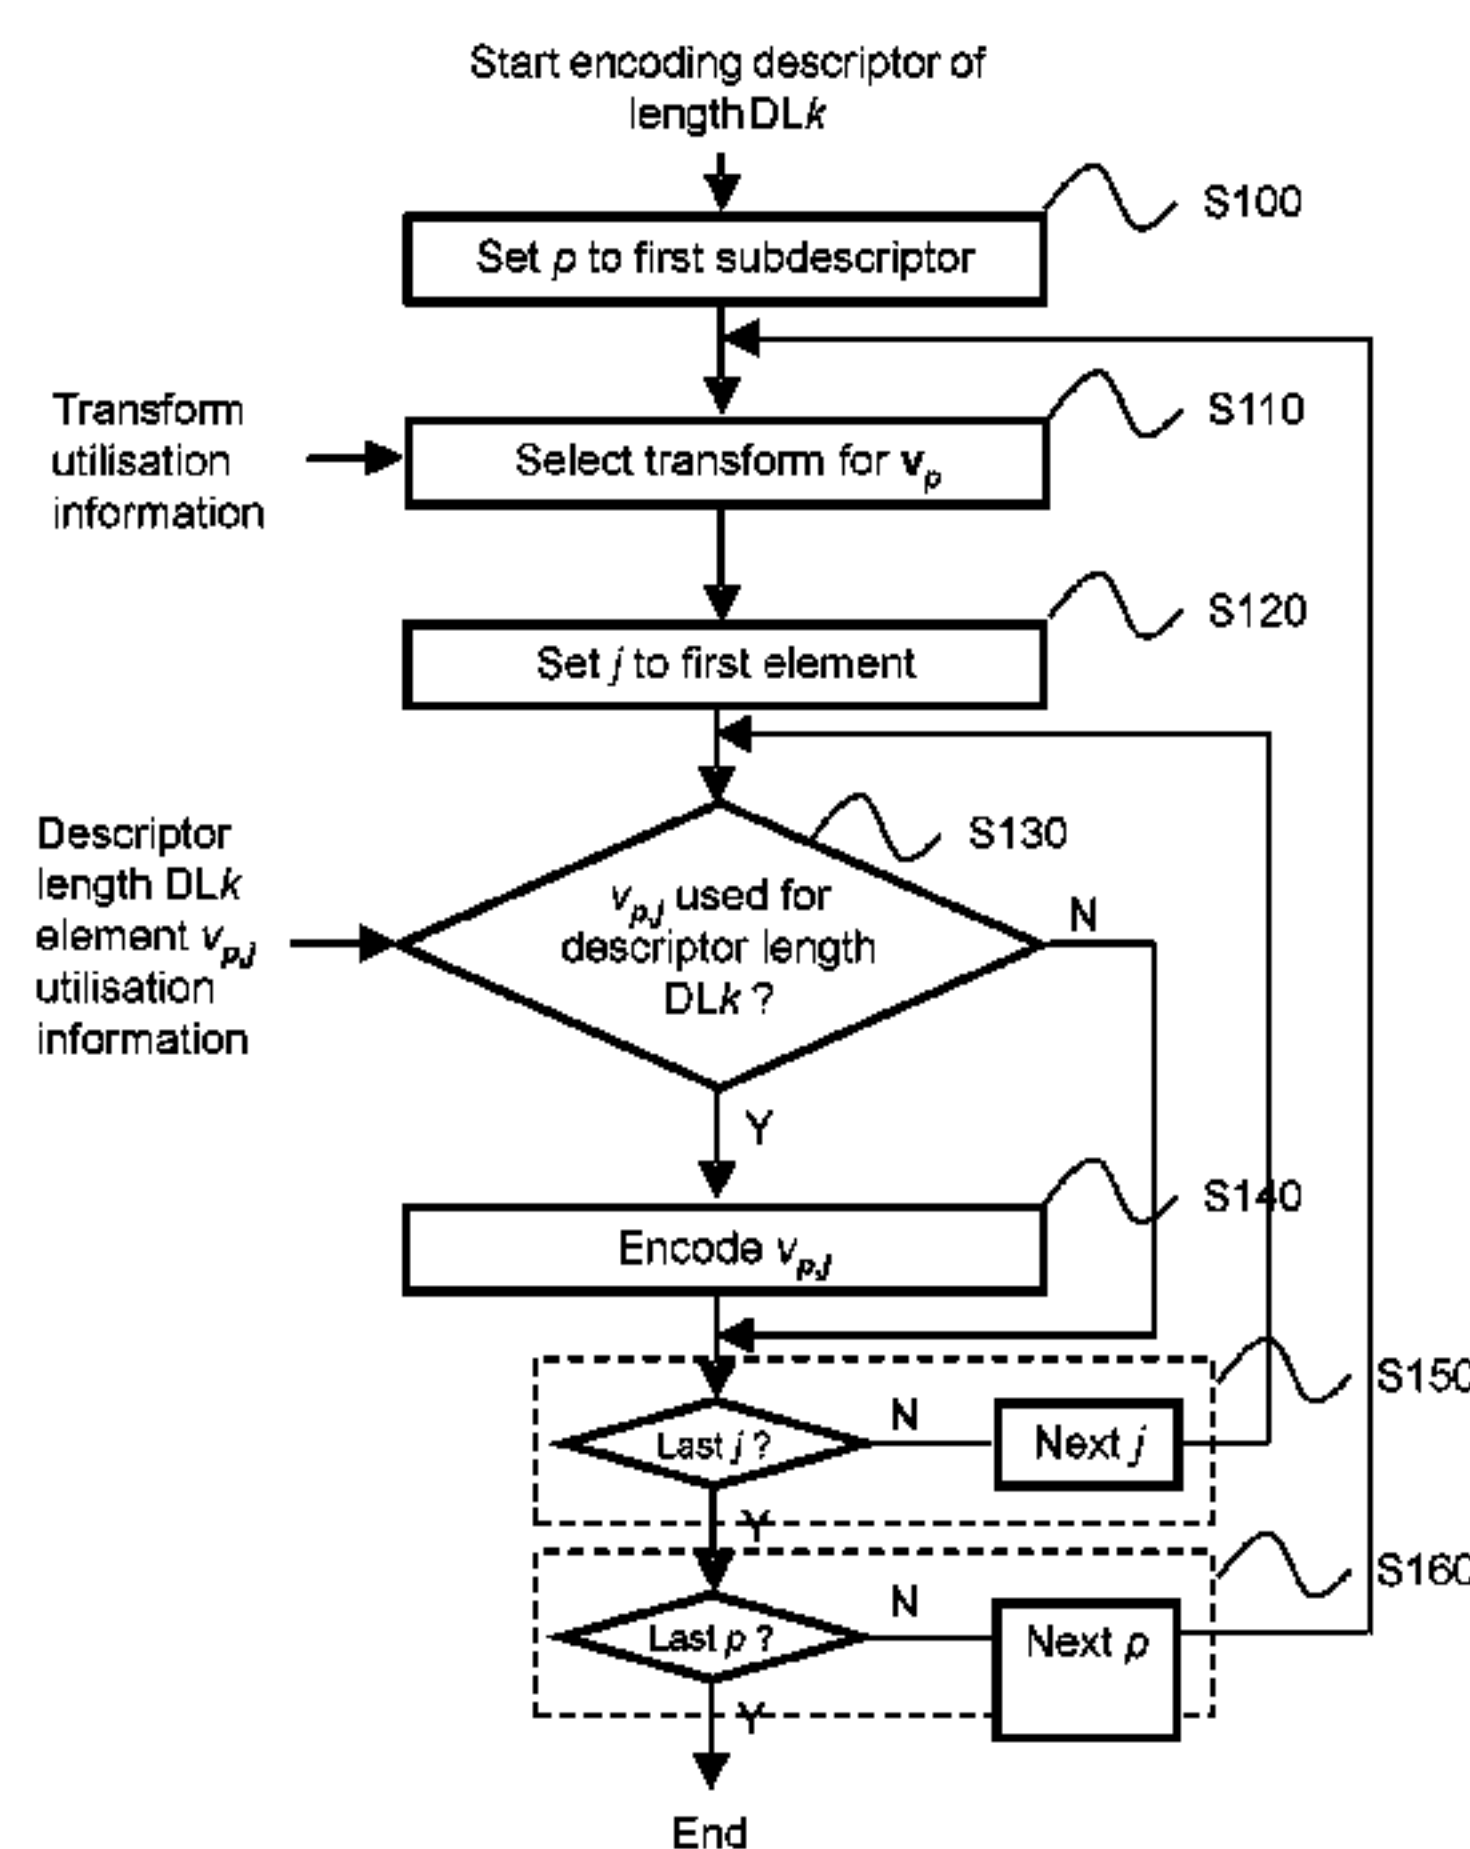 Start encoding descriptor of
length DLk
S100
Set p to first subdescriptor
Transform
utilisation
information
S110
Select transform for vp
S120
Set j to first element
Descriptor
length DLk
element vp,j
utilisation
information
S130
vp,j used for
descriptor length
DLk ?
N
Y
S140
Encode vp,j
S150
Last j ?
N
Next j
Y
S160
Last p ?
N
Next p
Y
End